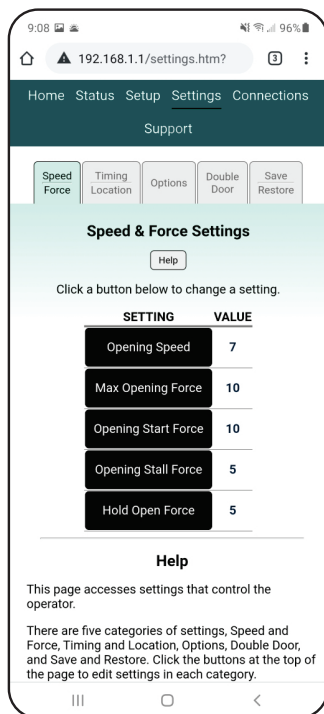 9:08 96%
192.168.1.1/settings.htm? 3
Home Status Setup Settings Connections
Support
Speed Force Timing Location Options Double Door Save Restore
Speed & Force Settings
Help
Click a button below to change a setting.
SETTING VALUE
Opening Speed 7
Max Opening Force 10
Opening Start Force 10
Opening Stall Force 5
Hold Open Force 5
Help
This page accesses settings that control the
operator.
There are five categories of settings, Speed and
Force, Timing and Location, Options, Double Door,
and Save and Restore. Click the buttons at the top of
the page to edit settings in each category.